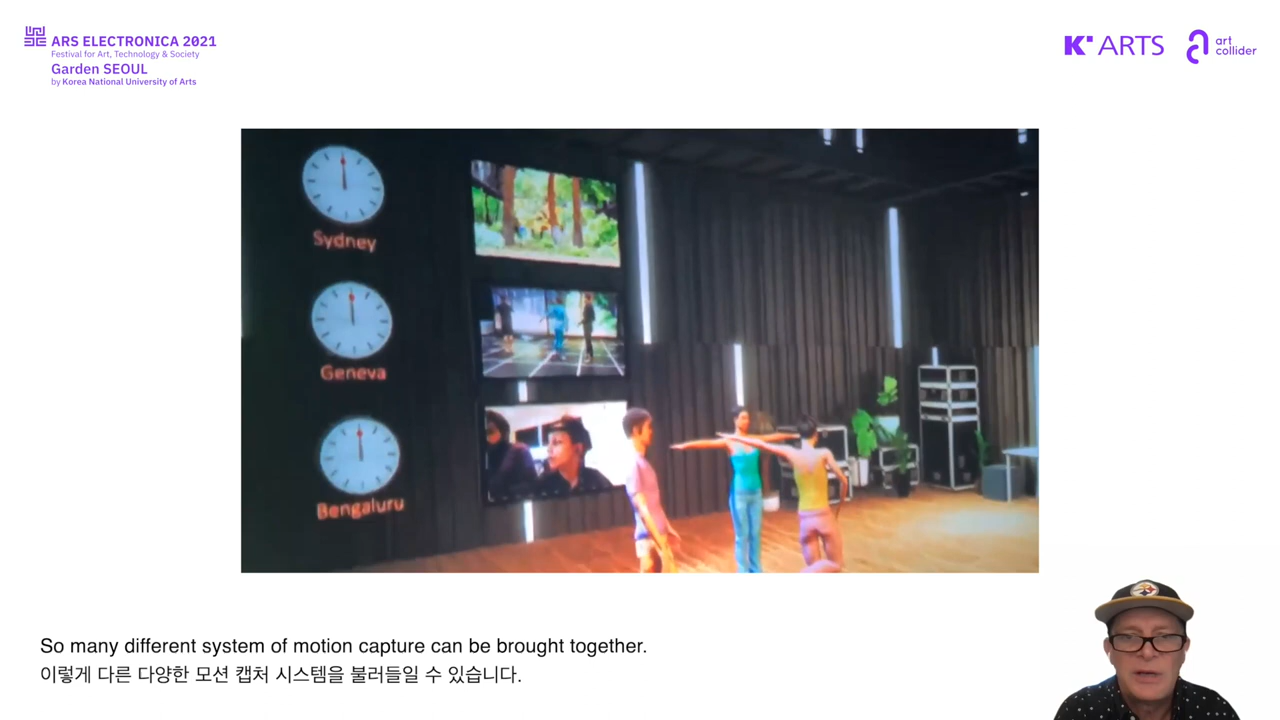 ARS ELECTRONICA 2021
Festival for Art, Technology & Society
Garden SEOUL
by Korea National University of Arts
K ARTS
art
collider
Sydney
Geneva
Bengaluru
So many different system of motion capture can be brought together.
이렇게 다른 다양한 모션 캡처 시스템을 불러들일 수 있습니다.